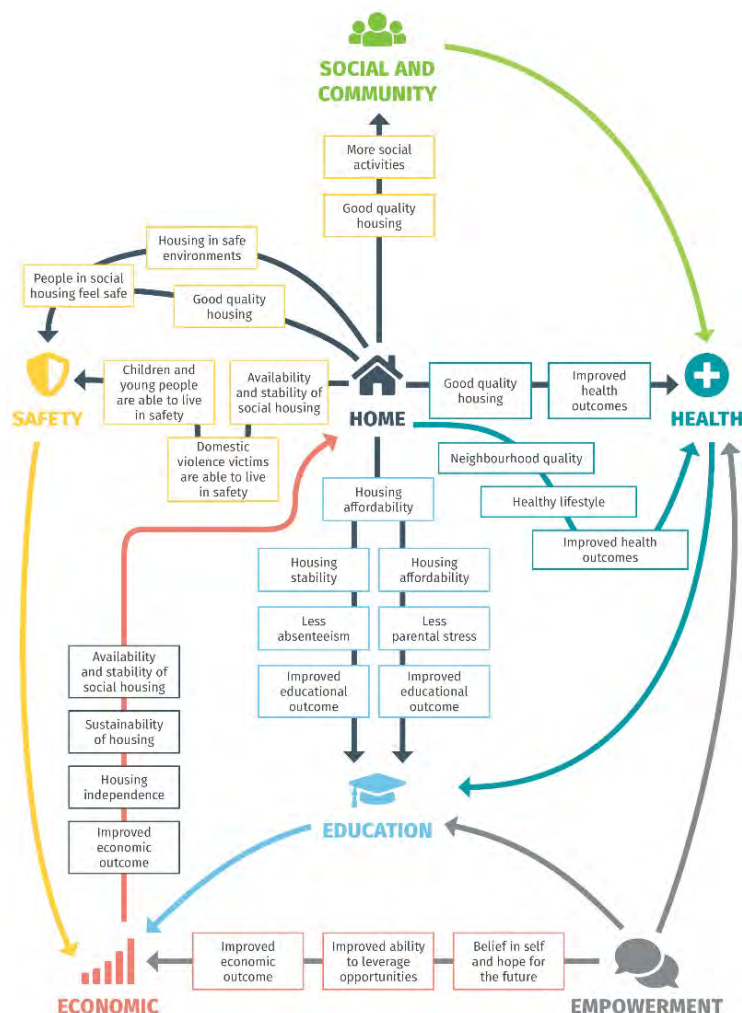 SOCIAL AND
COMMUNITY
More social
activities
Good quality
housing
Housing in safe
environments
People in social
housing feel safe
Good quality
housing
SAFETY
Children and
young people
are able to live
in safety
Availability
and stability of
social housing
Domestic
violence victims
are able to live
in safety
HOME
Good quality
housing
Improved
health
outcomes
HEALTH
Neighbourhood quality
Healthy lifestyle
Improved health
outcomes
Housing
affordability
Housing
stability
Housing
affordability
Less
absenteeism
Less
parental stress
Improved
educational
outcome
Improved
educational
outcome
Availability
and stability of
social housing
Sustainability
of housing
Housing
independence
Improved
economic
outcome
EDUCATION
Improved
economic
outcome
Improved ability
to leverage
opportunities
Belief in self
and hope for
the future
ECONOMIC
EMPOWERMENT